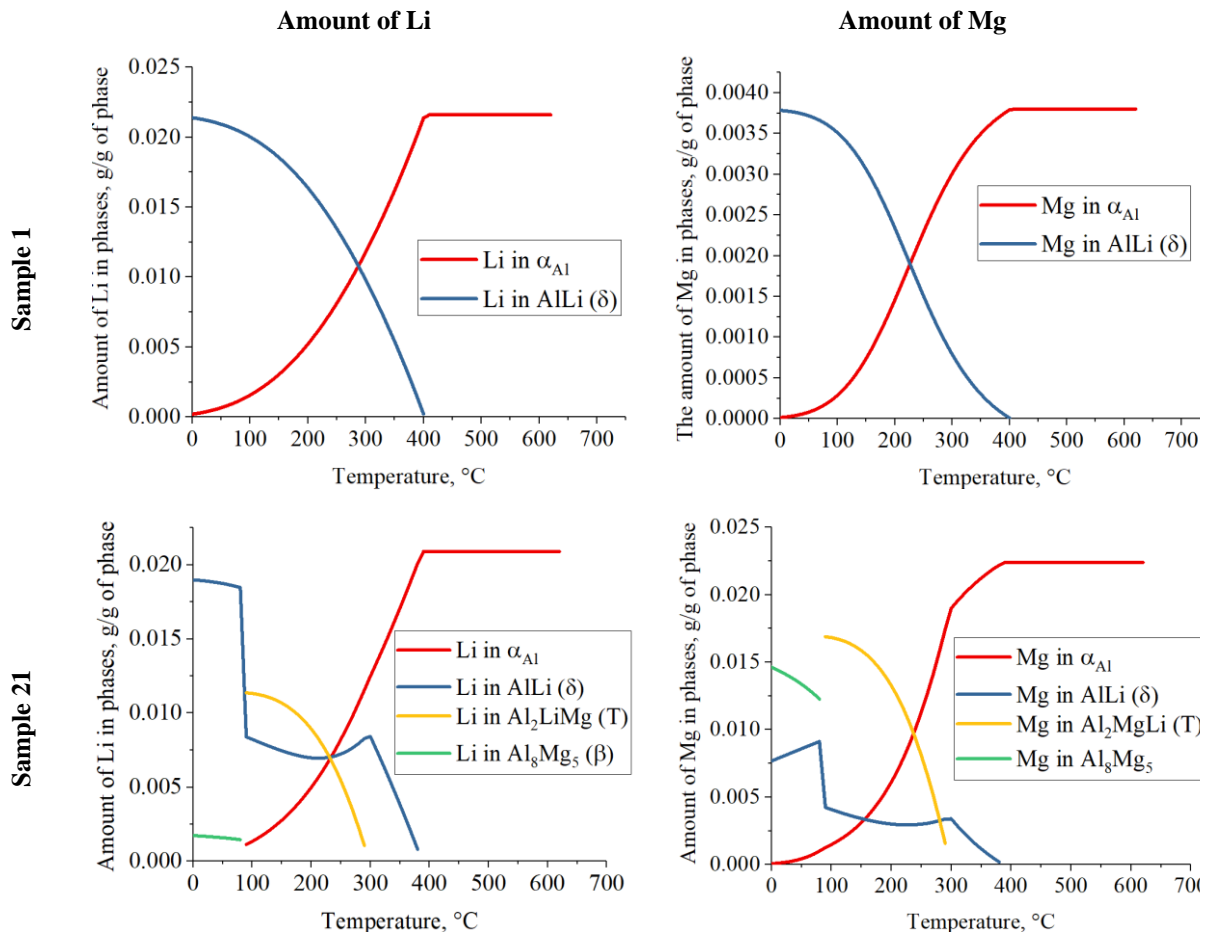 Amount of Li
Amount of Mg
Sample 1
Amount of Li in phases, g/g of phase
0.025
0.020
0.015
0.010
0.005
0.000
Li in αAl
Li in AlLi (δ)
0 100 200 300 400 500 600 700
Temperature, °C
The amount of Mg in phases, g/g of phase
0.0040
0.0035
0.0030
0.0025
0.0020
0.0015
0.0010
0.0005
0.0000
Mg in αAl
Mg in AlLi (δ)
0 100 200 300 400 500 600 700
Temperature, °C
Sample 21
Amount of Li in phases, g/g of phase
0.020
0.015
0.010
0.005
0.000
Li in αAl
Li in AlLi (δ)
Li in Al2LiMg (T)
Li in Al8Mg5 (β)
0 100 200 300 400 500 600 700
Temperature, °C
Amount of Mg in phases, g/g of phase
0.025
0.020
0.015
0.010
0.005
0.000
Mg in αAl
Mg in AlLi (δ)
Mg in Al2MgLi (T)
Mg in Al8Mg5
0 100 200 300 400 500 600 700
Temperature, °C